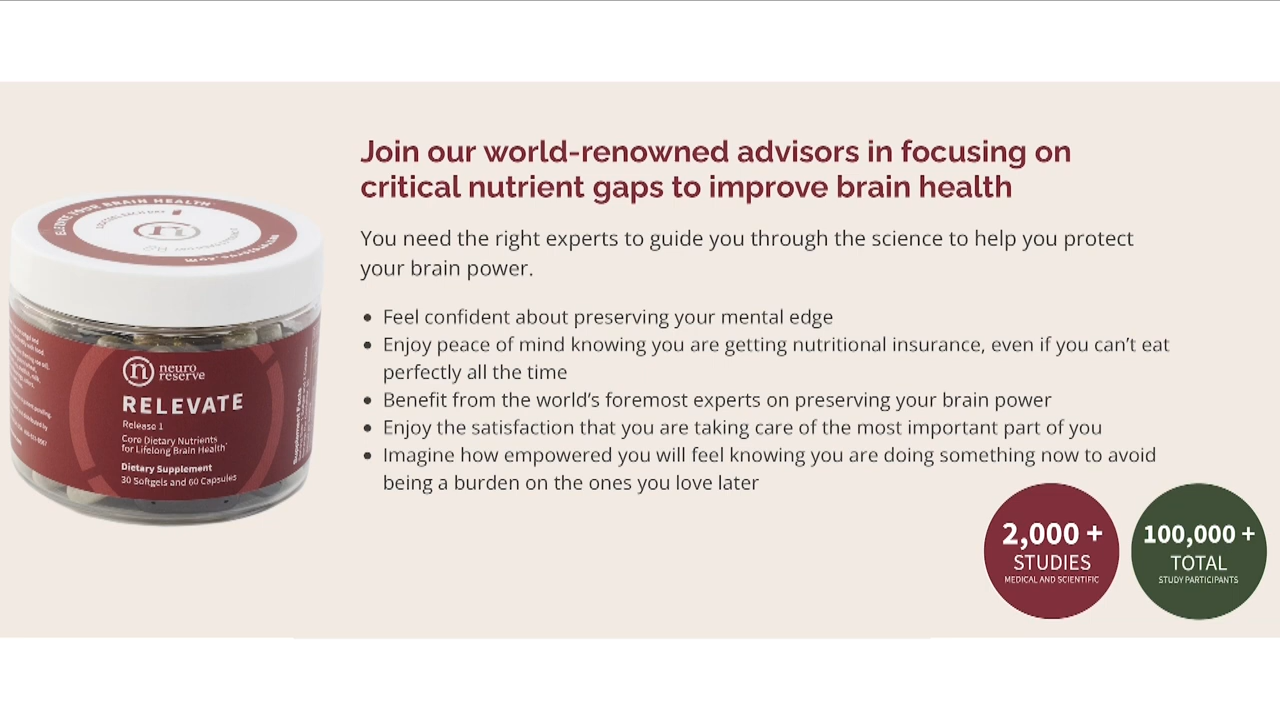 Join our world-renowned advisors in focusing on
critical nutrient gaps to improve brain health
You need the right experts to guide you through the science to help you protect
your brain power.
• Feel confident about preserving your mental edge
• Enjoy peace of mind knowing you are getting nutritional insurance, even if you can’t eat
perfectly all the time
• Benefit from the world’s foremost experts on preserving your brain power
• Enjoy the satisfaction that you are taking care of the most important part of you
• Imagine how empowered you will feel knowing you are doing something now to avoid
being a burden on the ones you love later
ELEVATE YOUR BRAIN HEALTH
n
neuro
reserve
RELEVATE
Release 1
Core Dietary Nutrients
for Lifelong Brain Health*
Dietary Supplement
30 Softgels and 60 Capsules
2,000 +
STUDIES
MEDICAL AND SCIENTIFIC
100,000 +
TOTAL
STUDY PARTICIPANTS